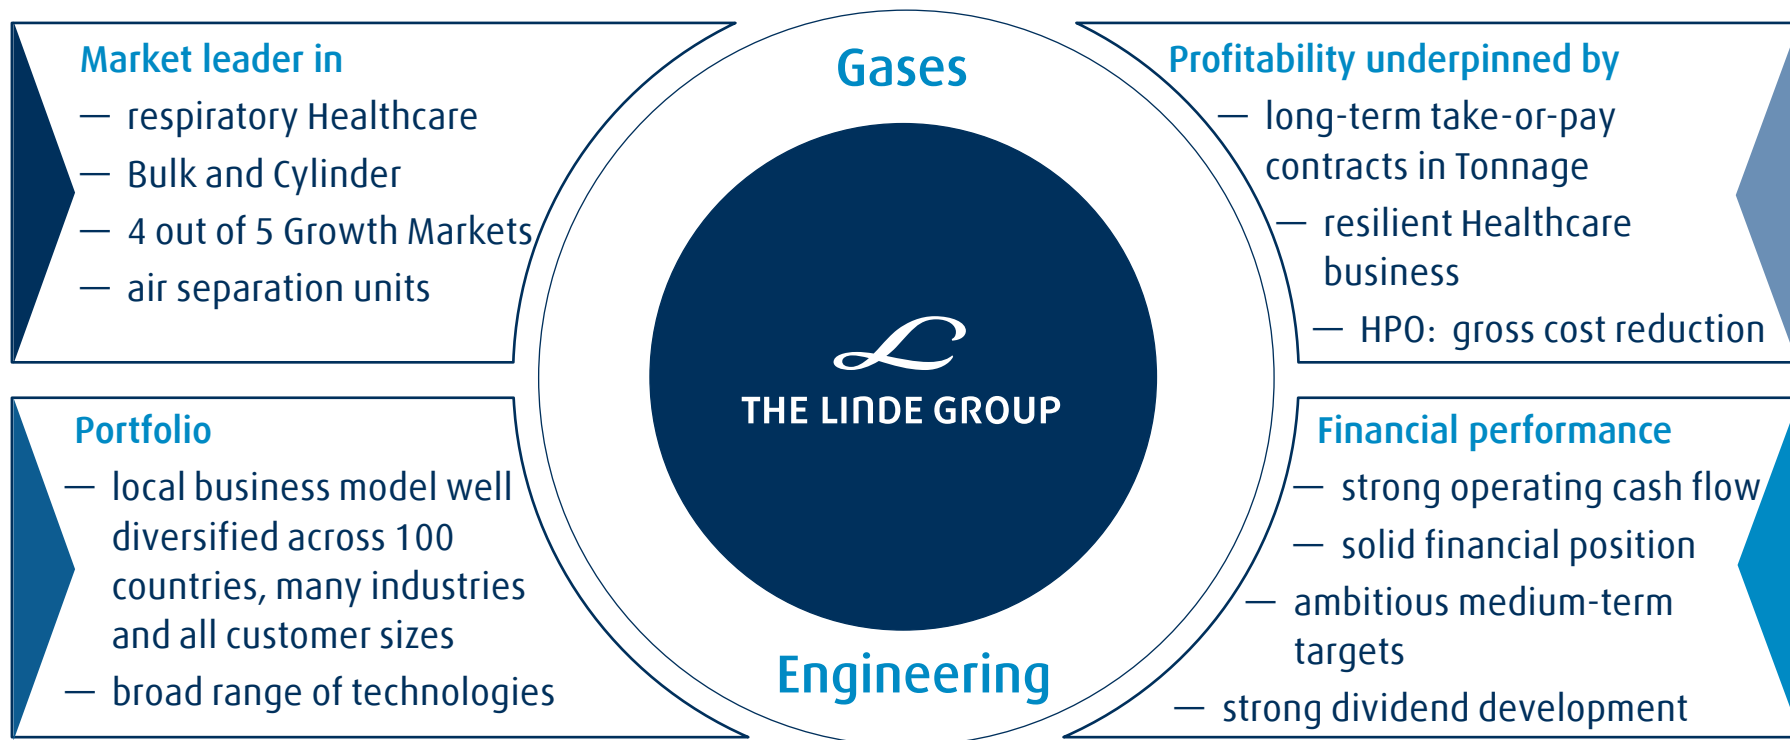 Market leader in
— respiratory Healthcare
— Bulk and Cylinder
— 4 out of 5 Growth Markets
— air separation units
Gases
THE LINDE GROUP
Engineering
Profitability underpinned by
— long-term take-or-pay
contracts in Tonnage
— resilient Healthcare
business
— HPO: gross cost reduction
Portfolio
— local business model well
diversified across 100
countries, many industries
and all customer sizes
— broad range of technologies
Financial performance
— strong operating cash flow
— solid financial position
— ambitious medium-term
targets
— strong dividend development